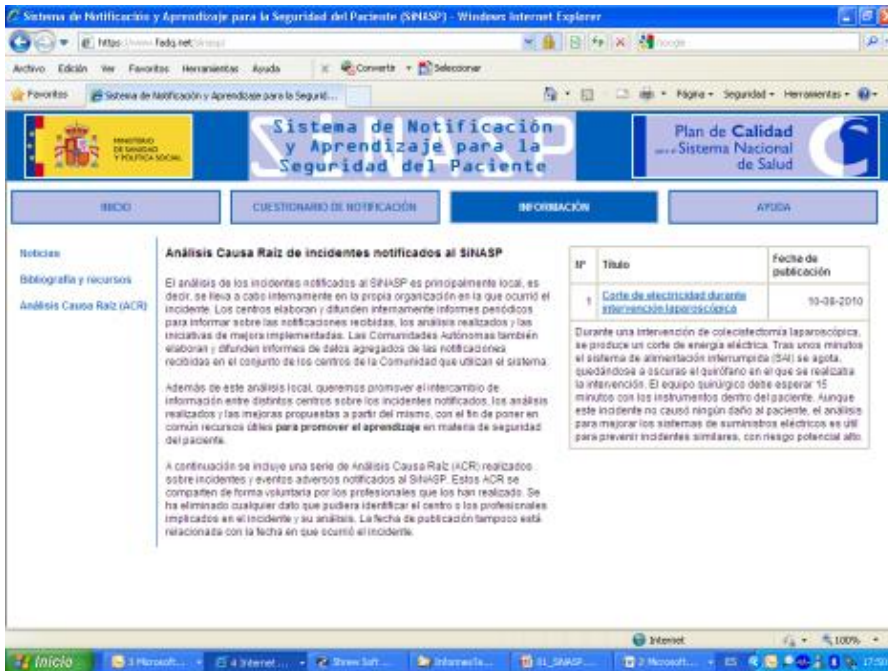 Sistema de Notificación y Aprendizaje para la Seguridad del Paciente (SiNASP) - Windows Internet Explorer
Archivo Edición Ver Favoritos Herramientas Ayuda
Convertir
Seleccionar
Favoritos
Sistema de Notificación y Aprendizaje para la Segurid...
Página
Seguridad
Herramientas
MINISTERIO
DE SANIDAD
Y POLÍTICA SOCIAL
SiNASP
Sistema de Notificación
y Aprendizaje para la
Seguridad del Paciente
Plan de Calidad
Sistema Nacional
de Salud
INICIO
CUESTIONARIO DE NOTIFICACIÓN
INFORMACIÓN
AYUDA
Noticias
Bibliografía y recursos
Análisis Causa Raíz (ACR)
Análisis Causa Raíz de incidentes notificados al SiNASP
El análisis de los incidentes notificados al SiNASP es principalmente local, es
decir, se lleva a cabo internamente en la propia organización en la que ocurrió el
incidente. Los centros elaboran y difunden internamente informes periódicos
para informar sobre las notificaciones recibidas, los análisis realizados y las
iniciativas de mejora implementadas. Las Comunidades Autónomas también
elaboran y difunden informes de datos agregados de las notificaciones
recibidas en el conjunto de los centros de la Comunidad que utilizan el sistema.
Además de este análisis local, queremos promover el intercambio de
información entre distintos centros sobre los incidentes notificados, los análisis
realizados y las mejoras propuestas a partir del mismo, con el fin de poner en
común recursos útiles para promover el aprendizaje en materia de seguridad
del paciente.
A continuación se incluye una serie de Análisis Causa Raíz (ACR) realizados
sobre incidentes y eventos adversos notificados al SiNASP. Estos ACR se
comparten de forma voluntaria por los profesionales que los han realizado. Se
ha eliminado cualquier dato que pudiera identificar el centro o los profesionales
implicados en el incidente y su análisis. La fecha de publicación tampoco está
relacionada con la fecha en que ocurrió el incidente.
Nº Título Fecha de publicación
1 Corte de electricidad durante
intervención laparoscópica 10-08-2010
Durante una intervención de colecistectomía laparoscópica,
se produce un corte de energía eléctrica. Tras unos minutos
el sistema de alimentación interrumpida (SAI) se agota,
quedándose a oscuras el quirófano en el que se realizaba
la intervención. El equipo quirúrgico debe esperar 15
minutos con los instrumentos dentro del paciente. Aunque
este incidente no causó ningún daño al paciente, el análisis
para mejorar los sistemas de suministros eléctricos es útil
para prevenir incidentes similares, con riesgo potencial alto.
Internet
100%
Inicio
3 Microsoft...
4 Internet...
Shrew Soft...
2 Microsoft...
ES